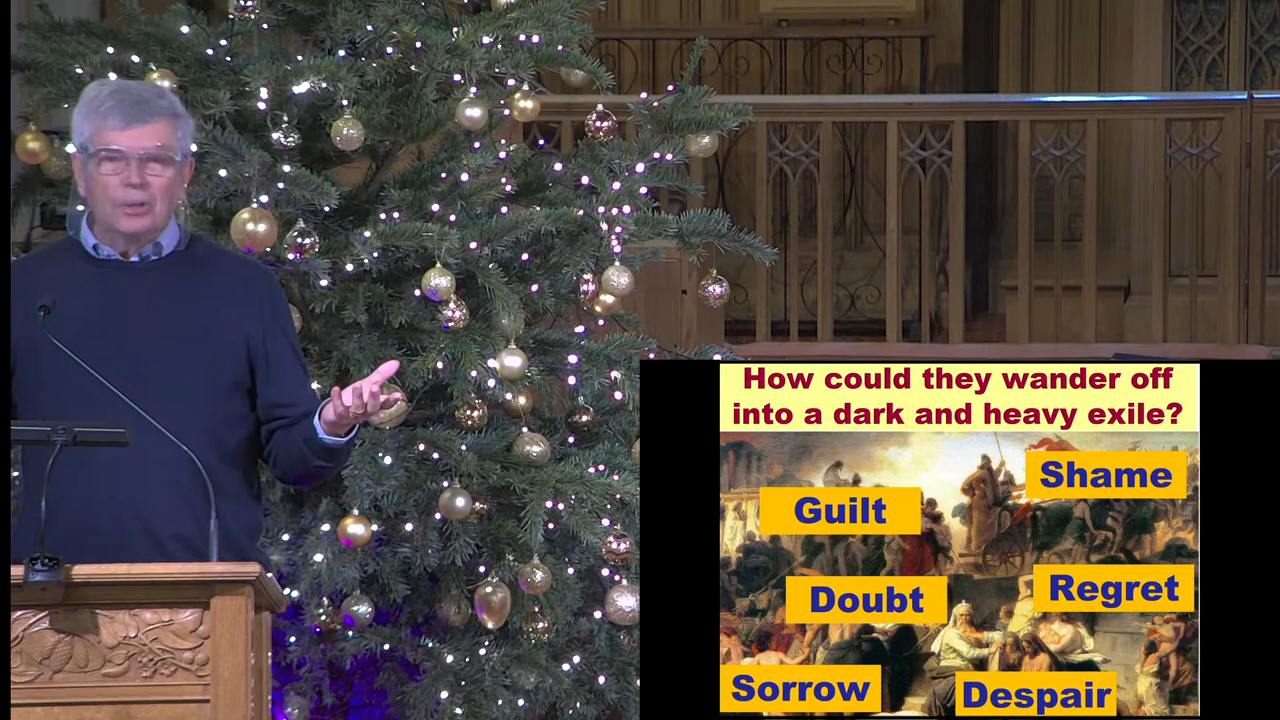 How could they wander off
into a dark and heavy exile?
Shame
Guilt
Regret
Doubt
Sorrow
Despair